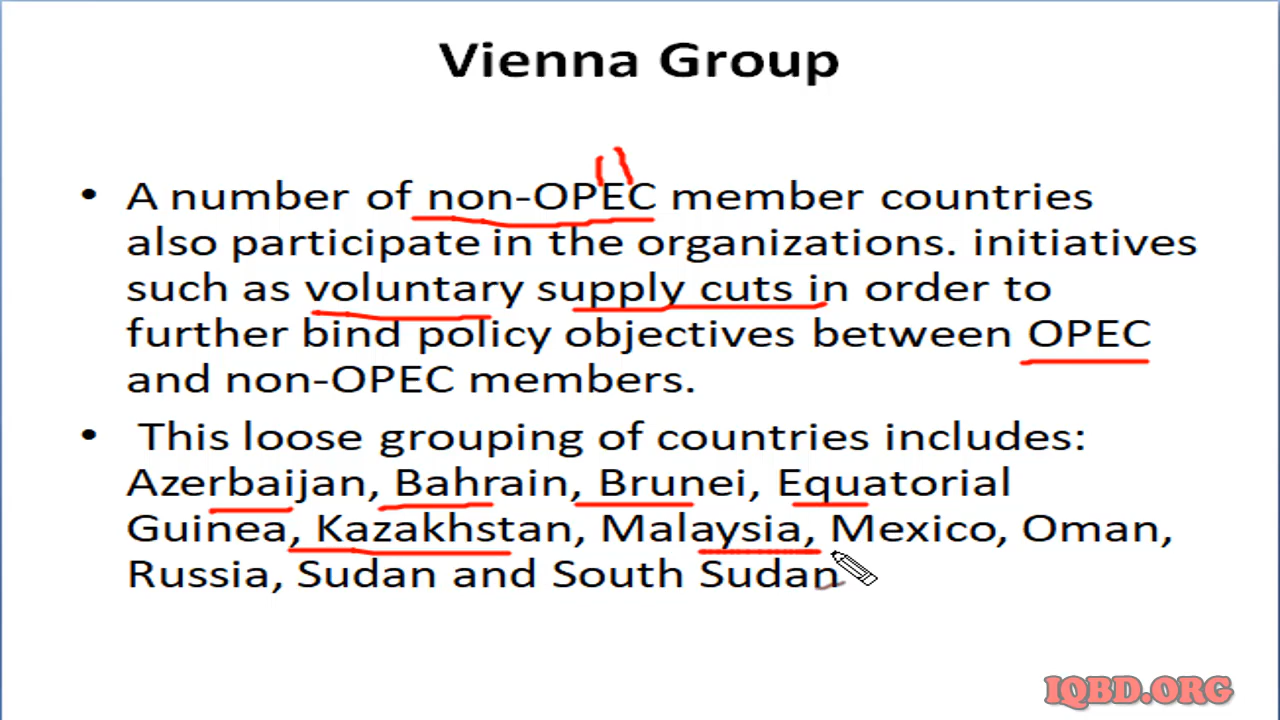 Vienna Group
• A number of non-OPEC member countries
also participate in the organizations. initiatives
such as voluntary supply cuts in order to
further bind policy objectives between OPEC
and non-OPEC members.
• This loose grouping of countries includes:
Azerbaijan, Bahrain, Brunei, Equatorial
Guinea, Kazakhstan, Malaysia, Mexico, Oman,
Russia, Sudan and South Sudan
IQBD.ORG